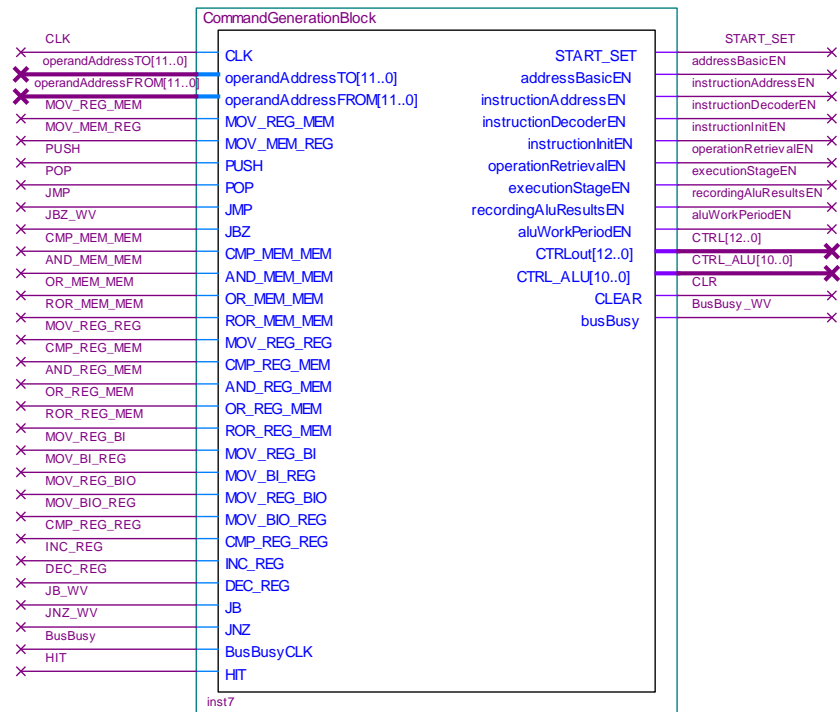 CommandGenerationBlock
CLK
operandAddressTO[11..0]
operandAddressFROM[11..0]
MOV_REG_MEM
MOV_MEM_REG
PUSH
POP
JMP
JBZ_WV
CMP_MEM_MEM
AND_MEM_MEM
OR_MEM_MEM
ROR_MEM_MEM
MOV_REG_REG
CMP_REG_MEM
AND_REG_MEM
OR_REG_MEM
ROR_REG_MEM
MOV_REG_BI
MOV_BI_REG
MOV_REG_BIO
MOV_BIO_REG
CMP_REG_REG
INC_REG
DEC_REG
JB_WV
JNZ_WV
BusBusy
HIT
CLK
operandAddressTO[11..0]
operandAddressFROM[11..0]
MOV_REG_MEM
MOV_MEM_REG
PUSH
POP
JMP
JBZ
CMP_MEM_MEM
AND_MEM_MEM
OR_MEM_MEM
ROR_MEM_MEM
MOV_REG_REG
CMP_REG_MEM
AND_REG_MEM
OR_REG_MEM
ROR_REG_MEM
MOV_REG_BI
MOV_BI_REG
MOV_REG_BIO
MOV_BIO_REG
CMP_REG_REG
INC_REG
DEC_REG
JB
JNZ
BusBusyCLK
HIT
START_SET
addressBasicEN
instructionAddressEN
instructionDecoderEN
instructionInitEN
operationRetrievalEN
executionStageEN
recordingAluResultsEN
aluWorkPeriodEN
CTRLout[12..0]
CTRL_ALU[10..0]
CLEAR
busBusy
START_SET
addressBasicEN
instructionAddressEN
instructionDecoderEN
instructionInitEN
operationRetrievalEN
executionStageEN
recordingAluResultsEN
aluWorkPeriodEN
CTRL[12..0]
CTRL_ALU[10..0]
CLR
BusBusy_WV
inst7